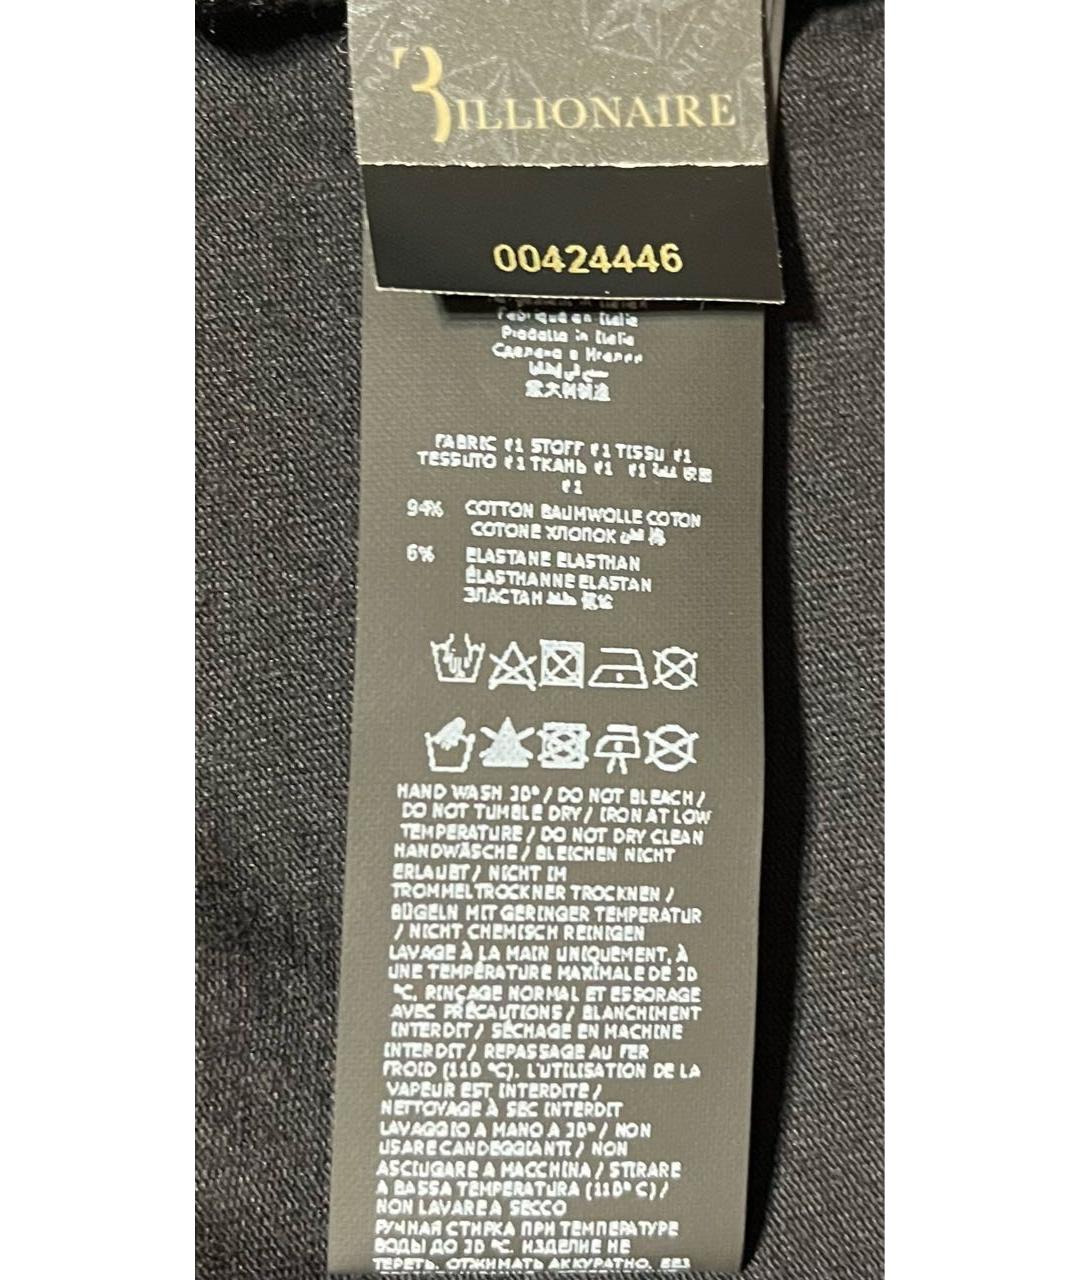 BILLIONAIRE
00424446
Fabriqué en Italie
Prodotto in Italia
Сделано в Италии
صنع في إيطاليا
意大利制造
FABRIC #1 STOFF #1 TISSU #1
TESSUTO #1 ТКАНЬ #1 #1
#1
94% COTTON BAUMWOLLE COTON
COTONE ХЛОПОК قطن 棉
6% ELASTANE ELASTHAN
ÉLASTHANNE ELASTAN
ЭЛАСТАН
HAND WASH 30° / DO NOT BLEACH /
DO NOT TUMBLE DRY / IRON AT LOW
TEMPERATURE / DO NOT DRY CLEAN
HANDWÄSCHE / BLEICHEN NICHT
ERLAUBT / NICHT IM
TROMMELTROCKNER TROCKNEN /
BÜGELN MIT GERINGER TEMPERATUR
/ NICHT CHEMISCH REINIGEN
LAVAGE À LA MAIN UNIQUEMENT, À
UNE TEMPÉRATURE MAXIMALE DE 30
°C, RINÇAGE NORMAL ET ESSORAGE
AVEC PRÉCAUTIONS / BLANCHIMENT
INTERDIT / SÉCHAGE EN MACHINE
INTERDIT / REPASSAGE AU FER
FROID (110 °C). L'UTILISATION DE LA
VAPEUR EST INTERDITE /
NETTOYAGE À SEC INTERDIT
LAVAGGIO A MANO A 30° / NON
USARE CANDEGGIANTI / NON
ASCIUGARE A MACCHINA / STIRARE
A BASSA TEMPERATURA (110° C) /
NON LAVARE A SECCO
РУЧНАЯ СТИРКА ПРИ ТЕМПЕРАТУРЕ
ВОДЫ ДО 30 °C. ИЗДЕЛИЕ НЕ
ТЕРЕТЬ, ОТЖИМАТЬ АККУРАТНО, БЕЗ